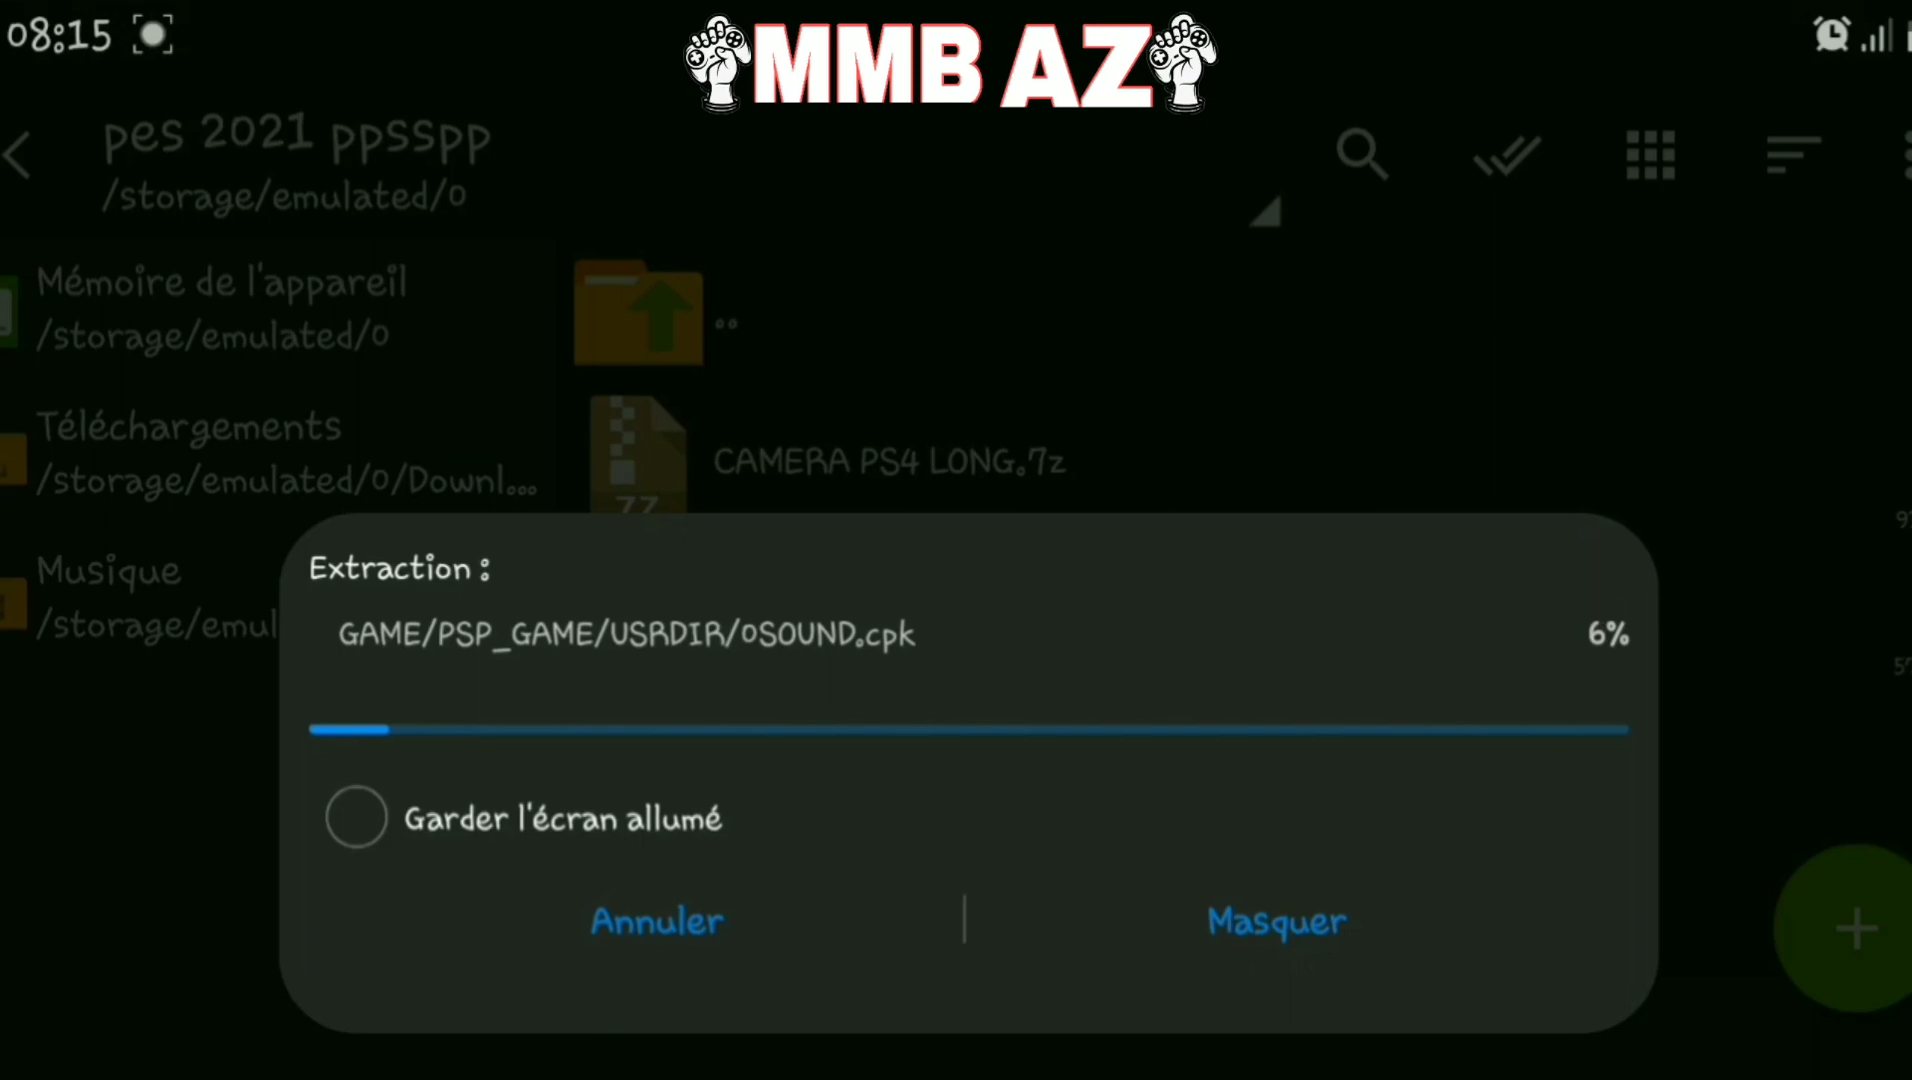 08:15
MMB AZ
pes 2021 ppsspp
/storage/emulated/0
Mémoire de l'appareil
/storage/emulated/0
..
Téléchargements
/storage/emulated/0/Downl...
CAMERA PS4 LONG.7z
7Z
Musique
/storage/emul
Extraction :
GAME/PSP_GAME/USRDIR/0SOUND.cpk
6%
Garder l'écran allumé
Annuler
Masquer